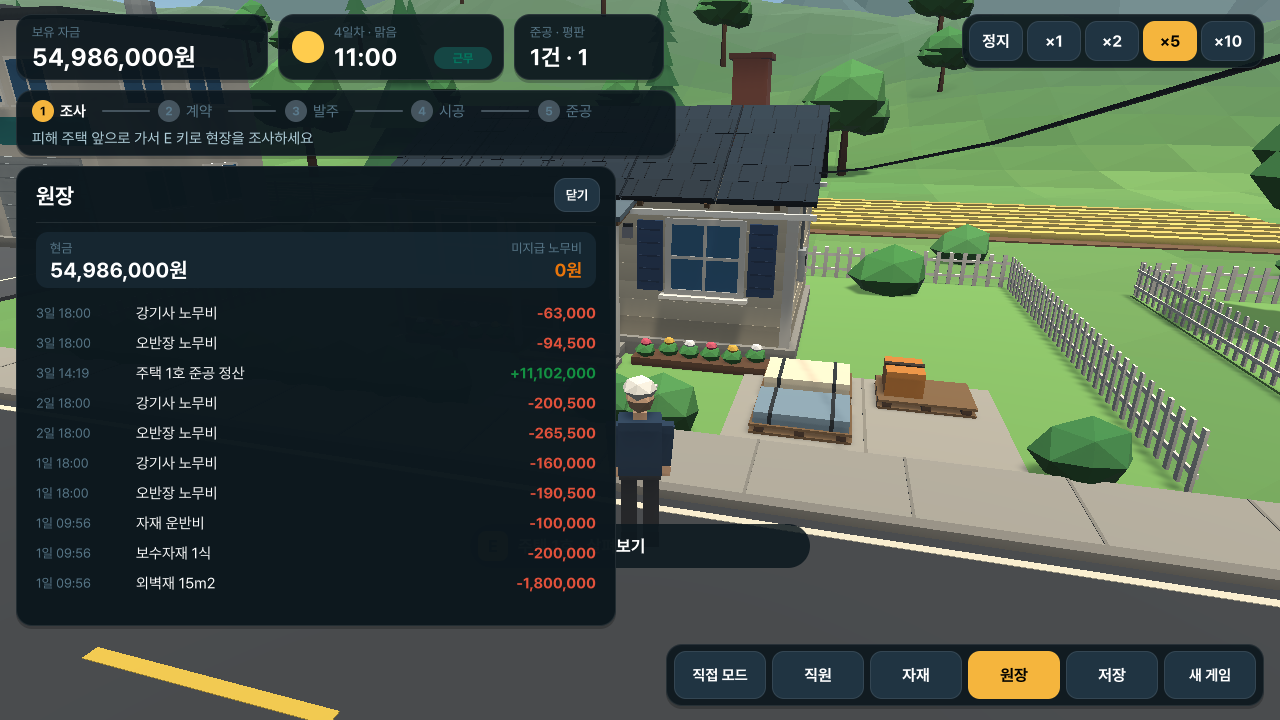 보유 자금
54,986,000원
4일차 · 맑음
11:00
근무
준공 · 평판
1건 · 1
정지
×1
×2
×5
×10
1 조사
2 계약
3 발주
4 시공
5 준공
피해 주택 앞으로 가서 E 키로 현장을 조사하세요
원장
닫기
현금
미지급 노무비
54,986,000원
0원
3일 18:00 강기사 노무비 -63,000
3일 18:00 오반장 노무비 -94,500
3일 14:19 주택 1호 준공 정산 +11,102,000
2일 18:00 강기사 노무비 -200,500
2일 18:00 오반장 노무비 -265,500
1일 18:00 강기사 노무비 -160,000
1일 18:00 오반장 노무비 -190,500
1일 09:56 자재 운반비 -100,000
1일 09:56 보수자재 1식 -200,000
1일 09:56 외벽재 15m2 -1,800,000
보기
직접 모드
직원
자재
원장
저장
새 게임